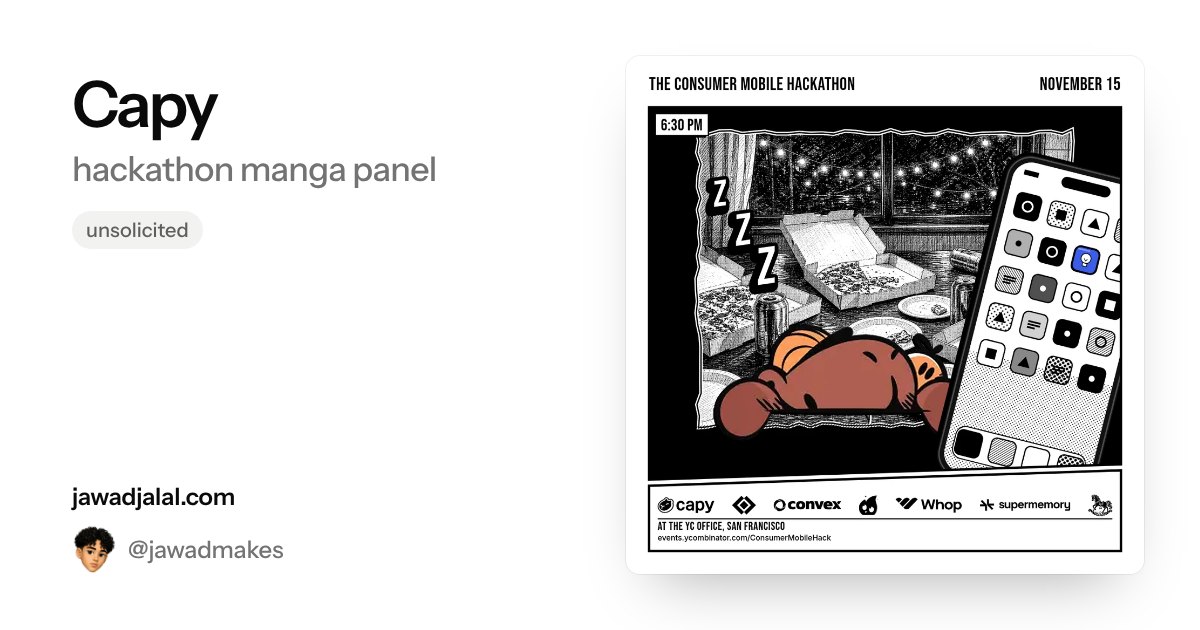 Capy
hackathon manga panel
unsolicited
jawadjalal.com
@jawadmakes
THE CONSUMER MOBILE HACKATHON
NOVEMBER 15
6:30 PM
Z
Z
Z
capy
convex
Whop
supermemory
AT THE YC OFFICE, SAN FRANCISCO
events.ycombinator.com/ConsumerMobileHack